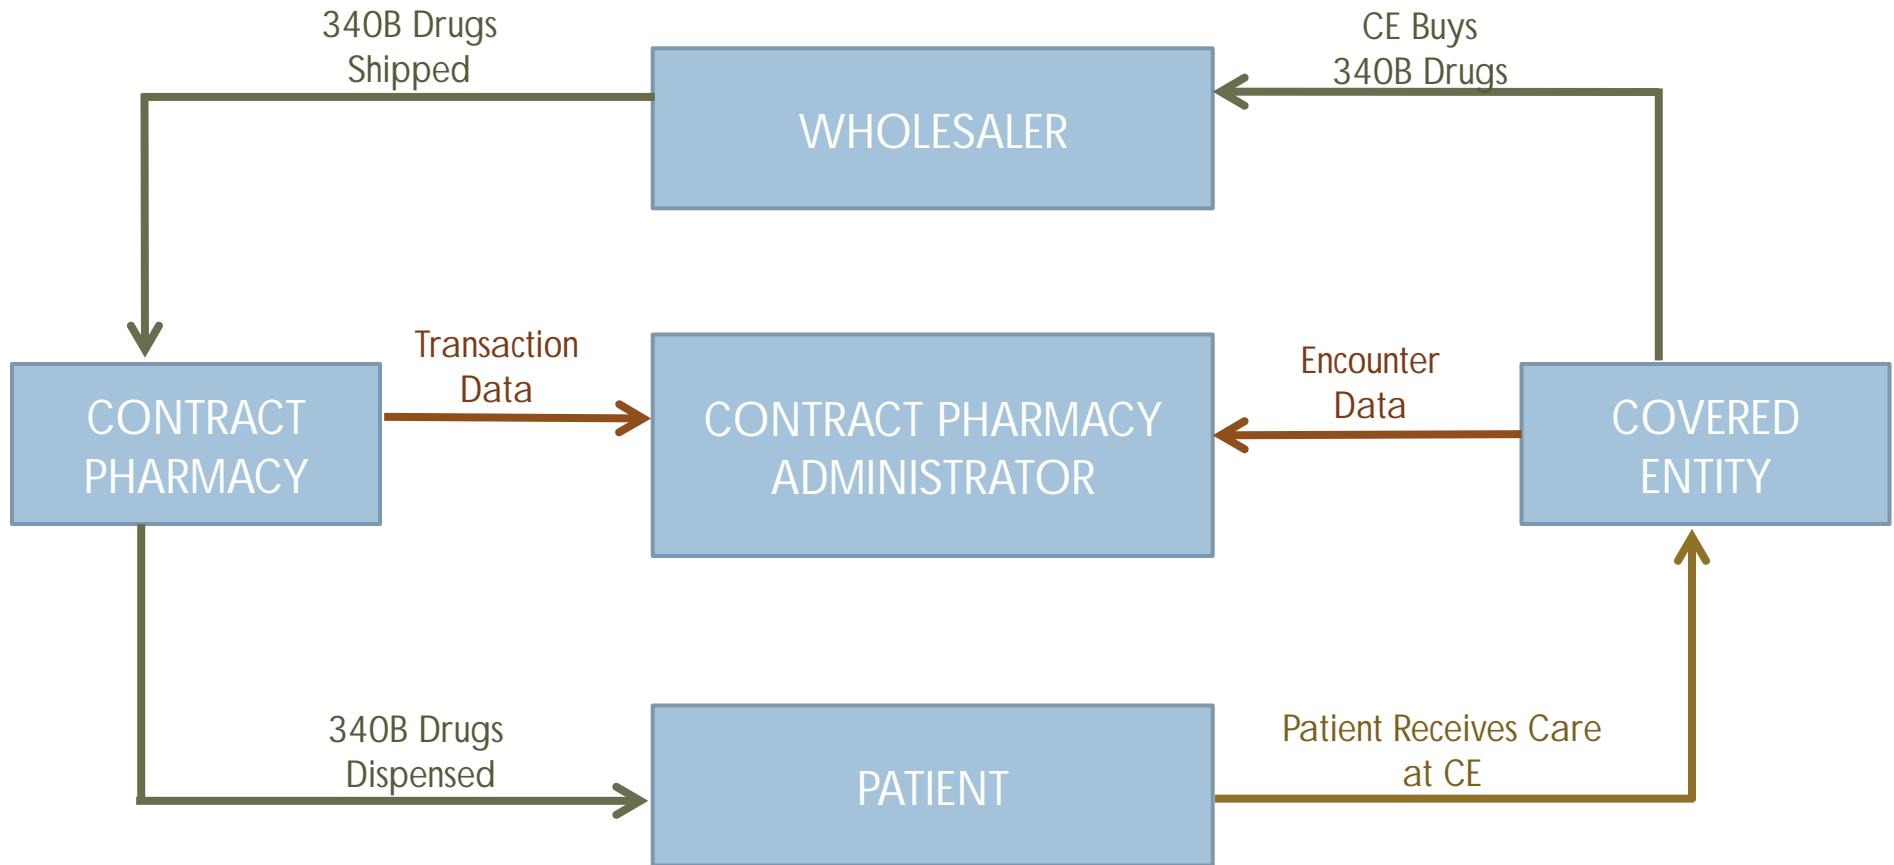 340B Drugs
Shipped
CE Buys
340B Drugs
WHOLESALER
Transaction
Data
Encounter
Data
CONTRACT
PHARMACY
CONTRACT PHARMACY
ADMINISTRATOR
COVERED
ENTITY
340B Drugs
Dispensed
PATIENT
Patient Receives Care
at CE